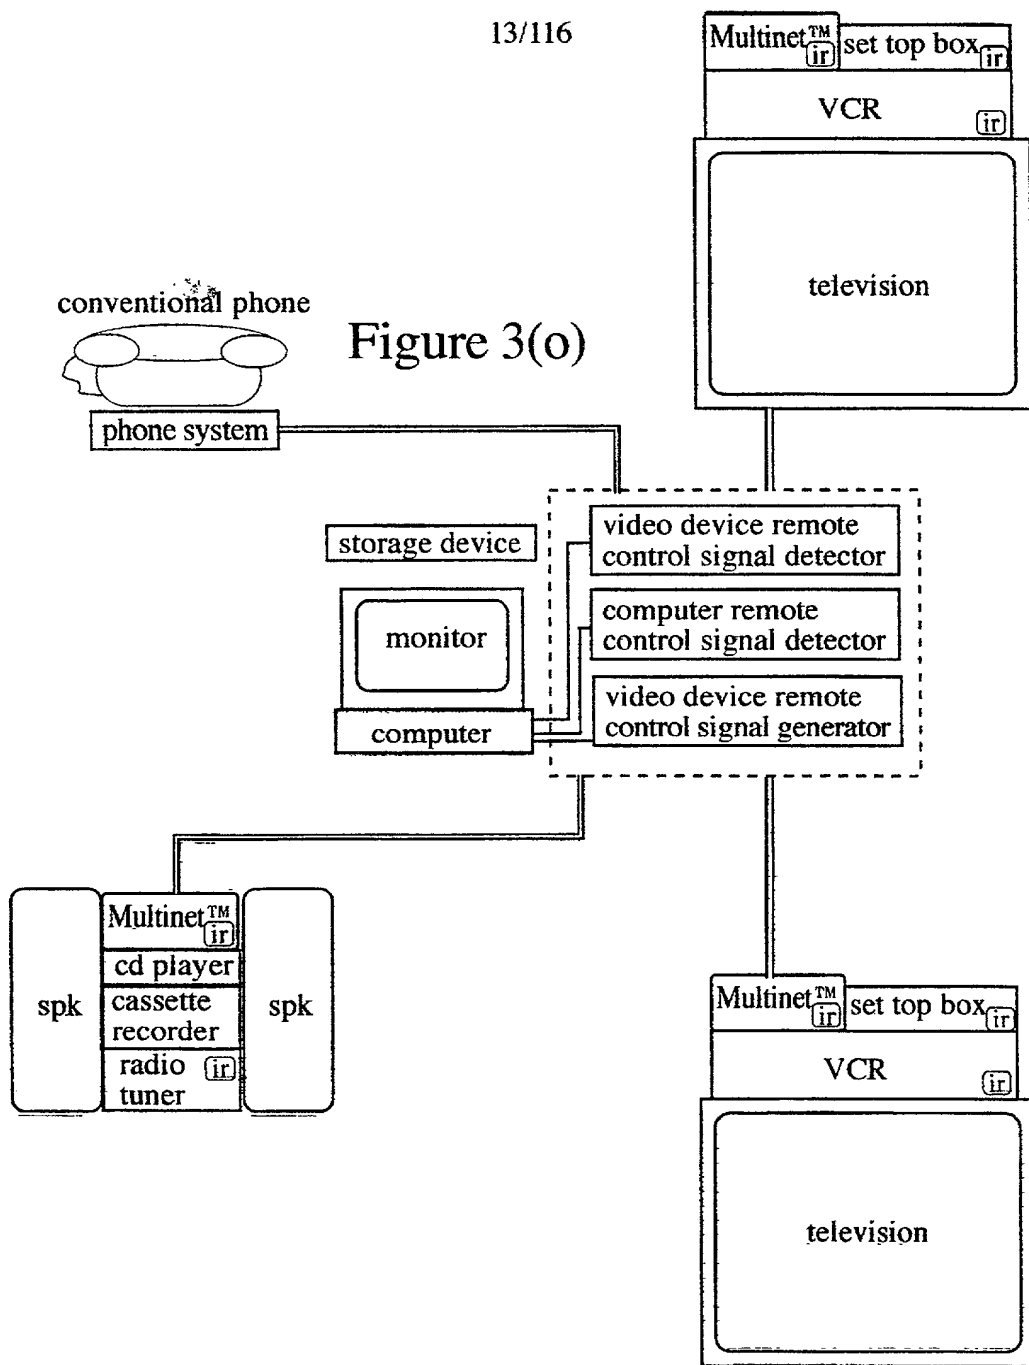 13/116
Multinet™
ir
set top box
ir
VCR
ir
television
conventional phone
Figure 3(o)
phone system
storage device
video device remote
control signal detector
monitor
computer remote
control signal detector
computer
video device remote
control signal generator
spk
Multinet™
ir
cd player
cassette
recorder
radio
ir
tuner
spk
Multinet™
ir
set top box
ir
VCR
ir
television